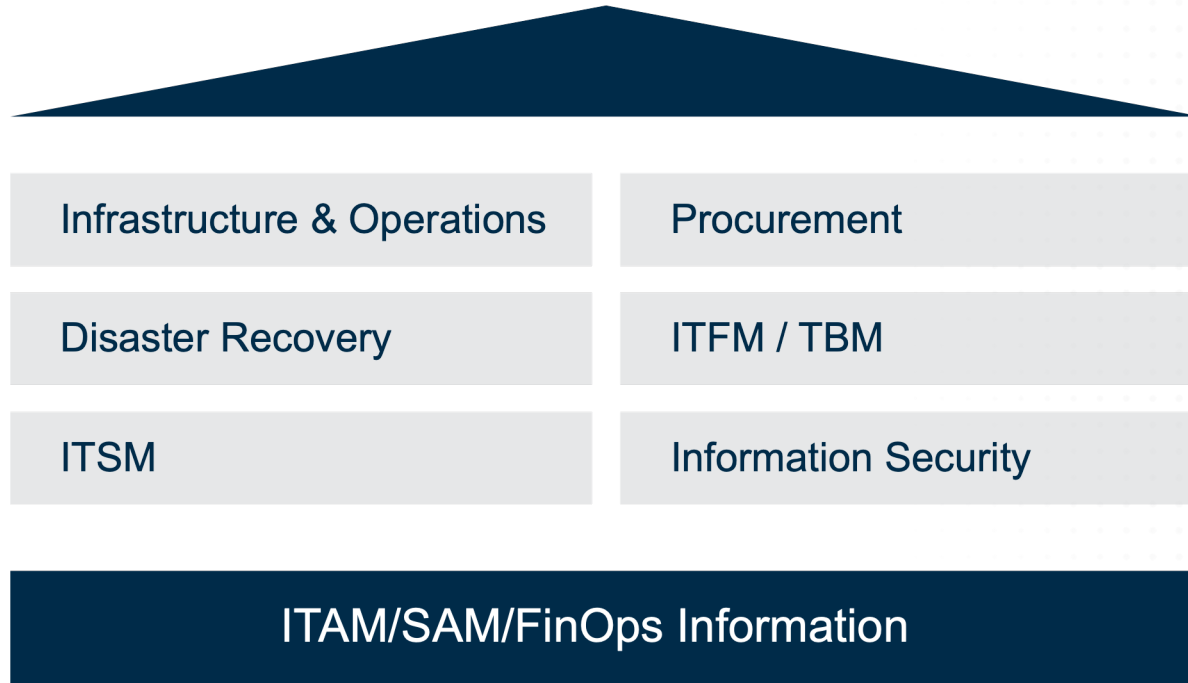 Infrastructure & Operations
Procurement
Disaster Recovery
ITFM / TBM
ITSM
Information Security
ITAM/SAM/FinOps Information